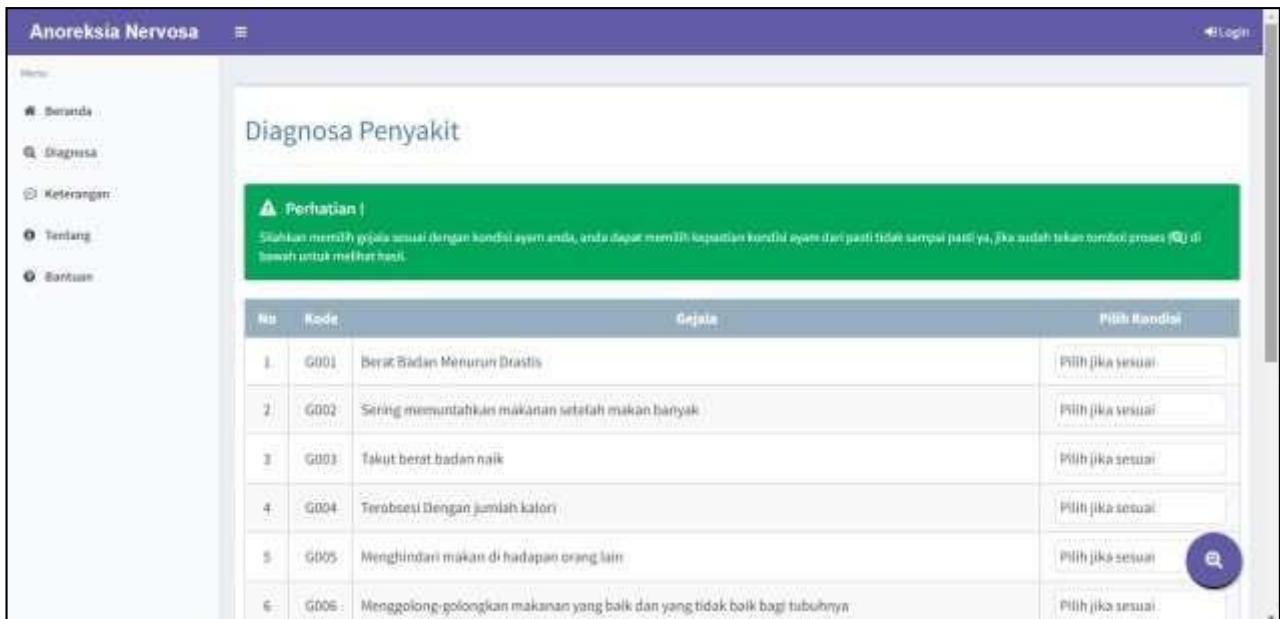 Anoreksia Nervosa
Login
Menu
Beranda
Diagnosa
Keterangan
Tentang
Bantuan
Diagnosa Penyakit
Perhatian !
Silahkan memilih gejala sesuai dengan kondisi ayam anda, anda dapat memilih kepastian kondisi ayam dari pasti tidak sampai pasti ya, jika sudah tekan tombol proses () di
bawah untuk melihat hasil.
No Kode Gejala Pilih Kondisi
1 G001 Berat Badan Menurun Drastis Pilih jika sesuai
2 G002 Sering memuntahkan makanan setelah makan banyak Pilih jika sesuai
3 G003 Takut berat badan naik Pilih jika sesuai
4 G004 Terobsesi Dengan jumlah kalori Pilih jika sesuai
5 G005 Menghindari makan di hadapan orang lain Pilih jika sesuai
6 G006 Menggolong-golongkan makanan yang baik dan yang tidak baik bagi tubuhnya Pilih jika sesuai